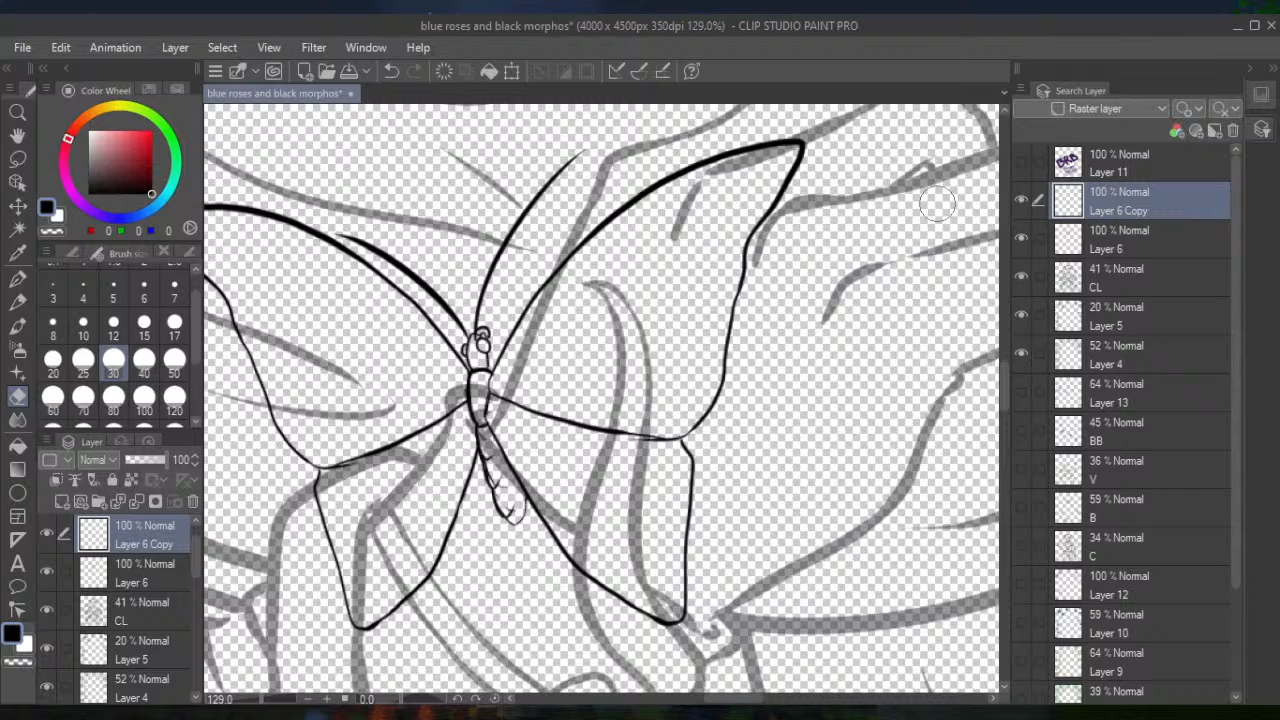 blue roses and black morphos* (4000 x 4500px 350dpi 129.0%) - CLIP STUDIO PAINT PRO
File Edit Animation Layer Select View Filter Window Help
Color Wheel
blue roses and black morphos*
Search Layer
Raster layer
100 % Normal
Layer 11
100 % Normal
Layer 6 Copy
100 % Normal
Layer 6
41 % Normal
CL
20 % Normal
Layer 5
52 % Normal
Layer 4
64 % Normal
Layer 13
45 % Normal
BB
36 % Normal
V
59 % Normal
B
34 % Normal
C
100 % Normal
Layer 12
59 % Normal
Layer 10
64 % Normal
Layer 9
39 % Normal
0 0 0
Brush size
3 4 5 6 7
8 10 12 15 17
20 25 30 40 50
60 70 80 100 120
Layer
Normal 100
100 % Normal
Layer 6 Copy
100 % Normal
Layer 6
41 % Normal
CL
20 % Normal
Layer 5
52 % Normal
Layer 4
129.0 0.0